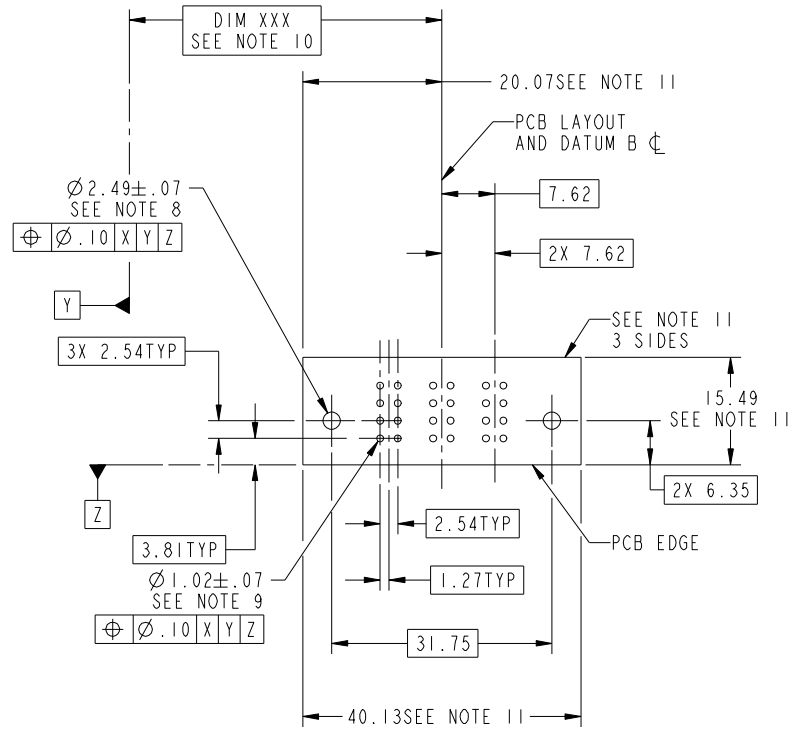 DIM XXX
SEE NOTE 10
20.07SEE NOTE 11
PCB LAYOUT
AND DATUM B ℄
Ø2.49±.07
SEE NOTE 8
⌖ Ø.10 X Y Z
7.62
2X 7.62
Y
SEE NOTE 11
3 SIDES
3X 2.54TYP
15.49
SEE NOTE 11
2X 6.35
Z
2.54TYP
PCB EDGE
3.81TYP
Ø1.02±.07
SEE NOTE 9
⌖ Ø.10 X Y Z
1.27TYP
31.75
40.13SEE NOTE 11